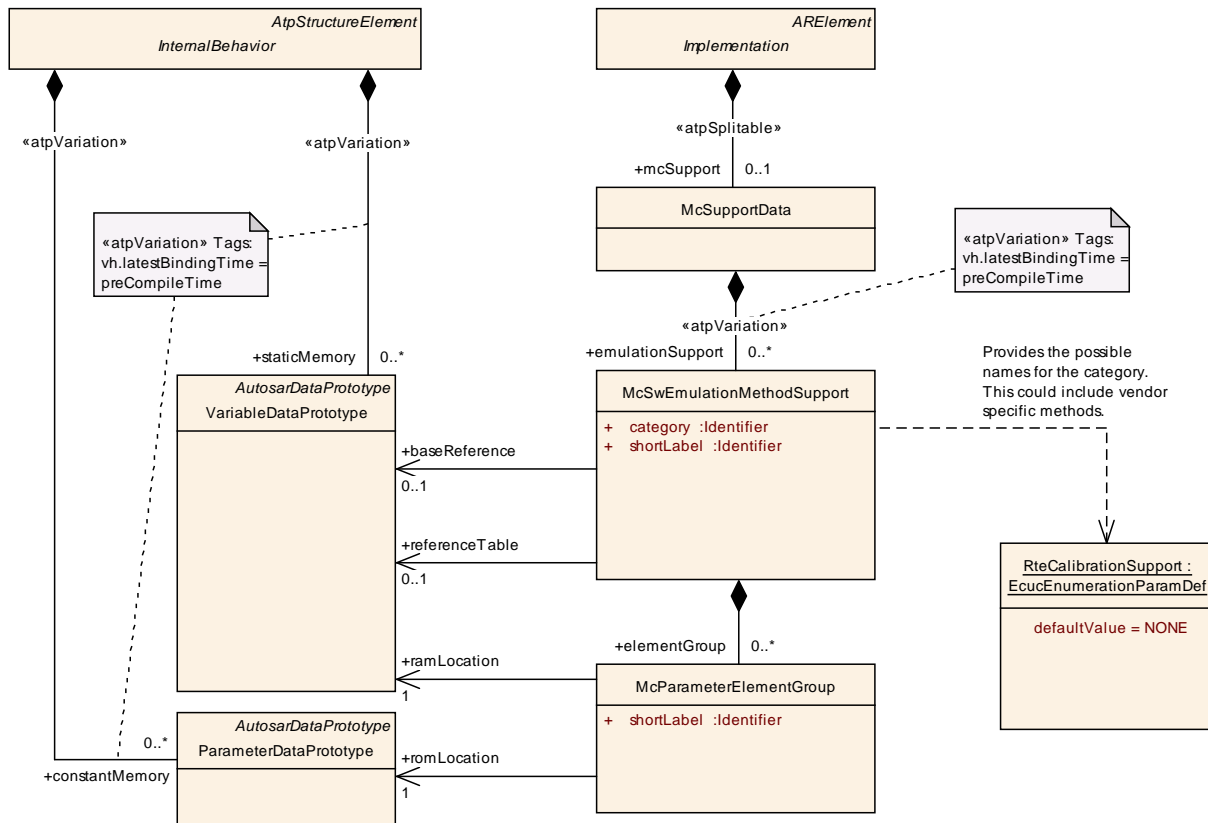 AtpStructureElement
InternalBehavior
ARElement
Implementation
«atpVariation»
«atpVariation»
«atpSplitable»
+mcSupport
0..1
McSupportData
«atpVariation» Tags:
vh.latestBindingTime =
preCompileTime
«atpVariation» Tags:
vh.latestBindingTime =
preCompileTime
«atpVariation»
+emulationSupport
0..*
+staticMemory
0..*
Provides the possible
names for the category.
This could include vendor
specific methods.
AutosarDataPrototype
VariableDataPrototype
McSwEmulationMethodSupport
+ category :Identifier
+ shortLabel :Identifier
+baseReference
0..1
+referenceTable
0..1
RteCalibrationSupport :
EcucEnumerationParamDef
defaultValue = NONE
+elementGroup
0..*
+ramLocation
1
McParameterElementGroup
+ shortLabel :Identifier
AutosarDataPrototype
ParameterDataPrototype
0..*
+constantMemory
+romLocation
1